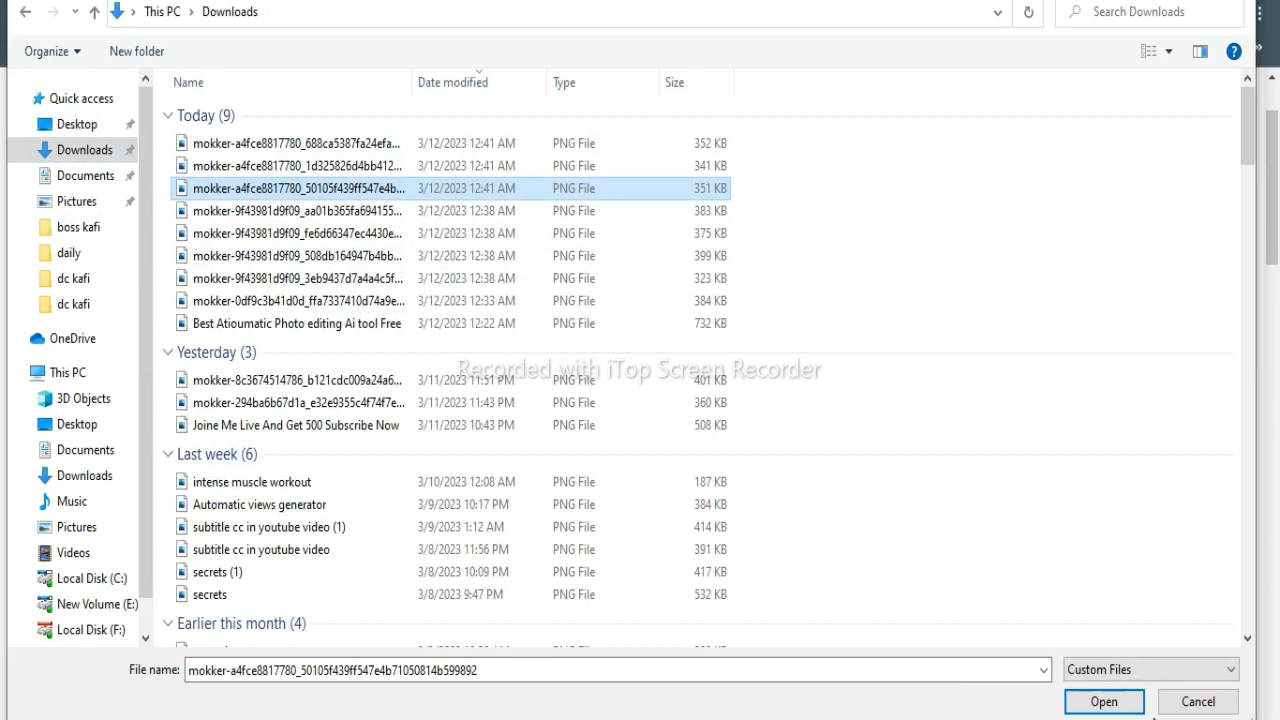 This PC > Downloads
Search Downloads
Organize
New folder
Name
Date modified
Type
Size
Quick access
Desktop
Downloads
Documents
Pictures
boss kafi
daily
dc kafi
dc kafi
OneDrive
This PC
3D Objects
Desktop
Documents
Downloads
Music
Pictures
Videos
Local Disk (C:)
New Volume (E:)
Local Disk (F:)
Today (9)
mokker-a4fce8817780_688ca5387fa24efa... 3/12/2023 12:41 AM PNG File 352 KB
mokker-a4fce8817780_1d325826d4bb412... 3/12/2023 12:41 AM PNG File 341 KB
mokker-a4fce8817780_50105f439ff547e4b... 3/12/2023 12:41 AM PNG File 351 KB
mokker-9f43981d9f09_aa01b365fa694155... 3/12/2023 12:38 AM PNG File 383 KB
mokker-9f43981d9f09_fe6d66347ec4430e... 3/12/2023 12:38 AM PNG File 375 KB
mokker-9f43981d9f09_508db164947b4bb... 3/12/2023 12:38 AM PNG File 399 KB
mokker-9f43981d9f09_3eb9437d7a4a4c5f... 3/12/2023 12:38 AM PNG File 323 KB
mokker-0df9c3b41d0d_ffa7337410d74a9e... 3/12/2023 12:33 AM PNG File 384 KB
Best Atioumatic Photo editing Ai tool Free 3/12/2023 12:22 AM PNG File 732 KB
Yesterday (3)
Recorded with iTop Screen Recorder
mokker-8c3674514786_b121cdc009a24a6... 3/11/2023 11:51 PM PNG File 401 KB
mokker-294ba6b67d1a_e32e9355c4f74f7e... 3/11/2023 11:43 PM PNG File 360 KB
Joine Me Live And Get 500 Subscribe Now 3/11/2023 10:43 PM PNG File 508 KB
Last week (6)
intense muscle workout 3/10/2023 12:08 AM PNG File 187 KB
Automatic views generator 3/9/2023 10:17 PM PNG File 384 KB
subtitle cc in youtube video (1) 3/9/2023 1:12 AM PNG File 414 KB
subtitle cc in youtube video 3/8/2023 11:56 PM PNG File 391 KB
secrets (1) 3/8/2023 10:09 PM PNG File 417 KB
secrets 3/8/2023 9:47 PM PNG File 532 KB
Earlier this month (4)
File name: mokker-a4fce8817780_50105f439ff547e4b71050814b599892
Custom Files
Open
Cancel